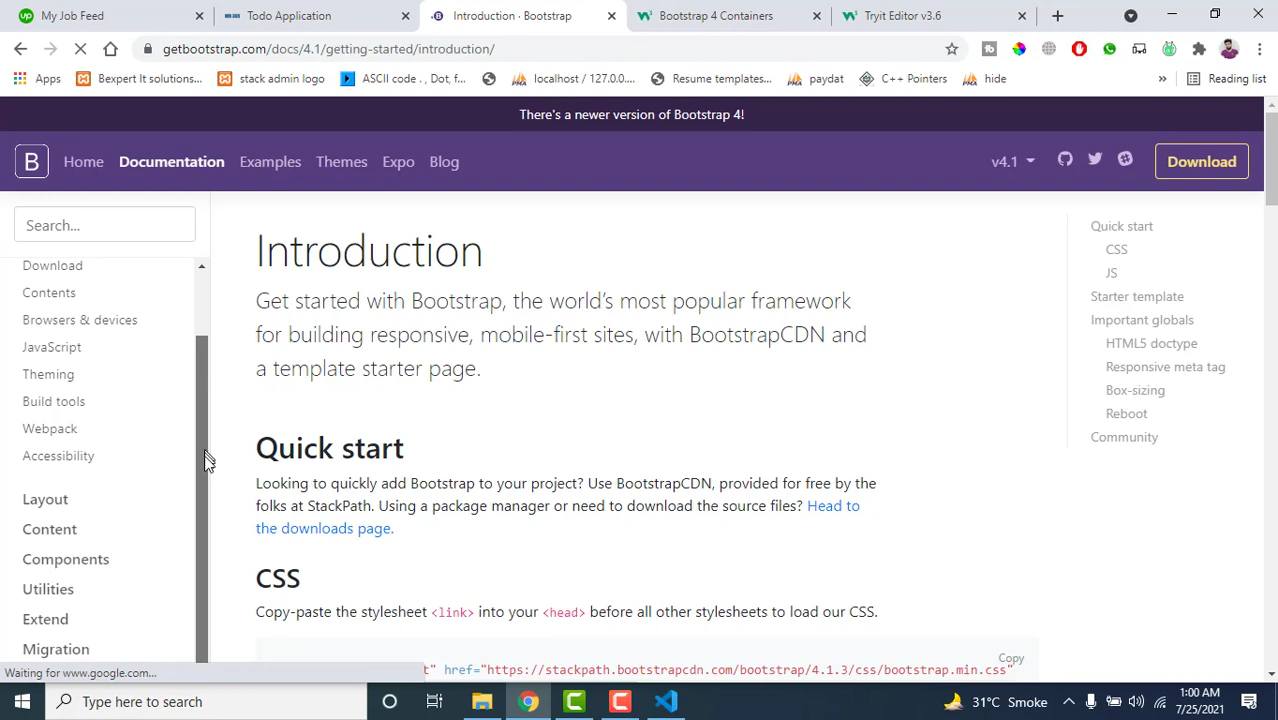 My Job Feed
Todo Application
Introduction · Bootstrap
Bootstrap 4 Containers
Tryit Editor v3.6
getbootstrap.com/docs/4.1/getting-started/introduction/
Apps
Bexpert It solutions...
stack admin logo
ASCII code . , Dot, f...
localhost / 127.0.0....
Resume templates...
paydat
C++ Pointers
hide
»
Reading list
There's a newer version of Bootstrap 4!
B
Home
Documentation
Examples
Themes
Expo
Blog
v4.1
Download
Search...
Download
Contents
Browsers & devices
JavaScript
Theming
Build tools
Webpack
Accessibility
Layout
Content
Components
Utilities
Extend
Migration
Introduction
Get started with Bootstrap, the world's most popular framework
for building responsive, mobile-first sites, with BootstrapCDN and
a template starter page.
Quick start
Looking to quickly add Bootstrap to your project? Use BootstrapCDN, provided for free by the
folks at StackPath. Using a package manager or need to download the source files? Head to
the downloads page.
CSS
Copy-paste the stylesheet <link> into your <head> before all other stylesheets to load our CSS.
Copy
t" href="https://stackpath.bootstrapcdn.com/bootstrap/4.1.3/css/bootstrap.min.css"
Quick start
CSS
JS
Starter template
Important globals
HTML5 doctype
Responsive meta tag
Box-sizing
Reboot
Community
Waiting for www.google.com...
Type here to search
31°C Smoke
1:00 AM
7/25/2021